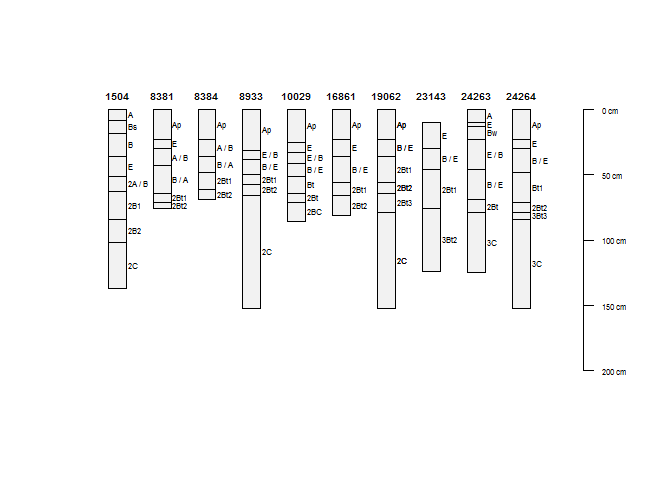 1504 8381 8384 8933 10029 16861 19062 23143 24263 24264
A
Bs
B
E
2A / B
2B1
2B2
2C
Ap
E
A / B
B / A
2Bt1
2Bt2
Ap
A / B
B / A
2Bt1
2Bt2
Ap
E / B
B / E
2Bt1
2Bt2
2C
Ap
E
E / B
B / E
Bt
2Bt
2BC
Ap
E
B / E
2Bt1
2Bt2
Ap
B / E
2Bt1
2Bt2
2Bt3
2C
E
B / E
2Bt1
3Bt2
A
E
Bw
E / B
B / E
2Bt
3C
Ap
E
B / E
Bt1
2Bt2
3Bt3
3C
0 cm
50 cm
100 cm
150 cm
200 cm